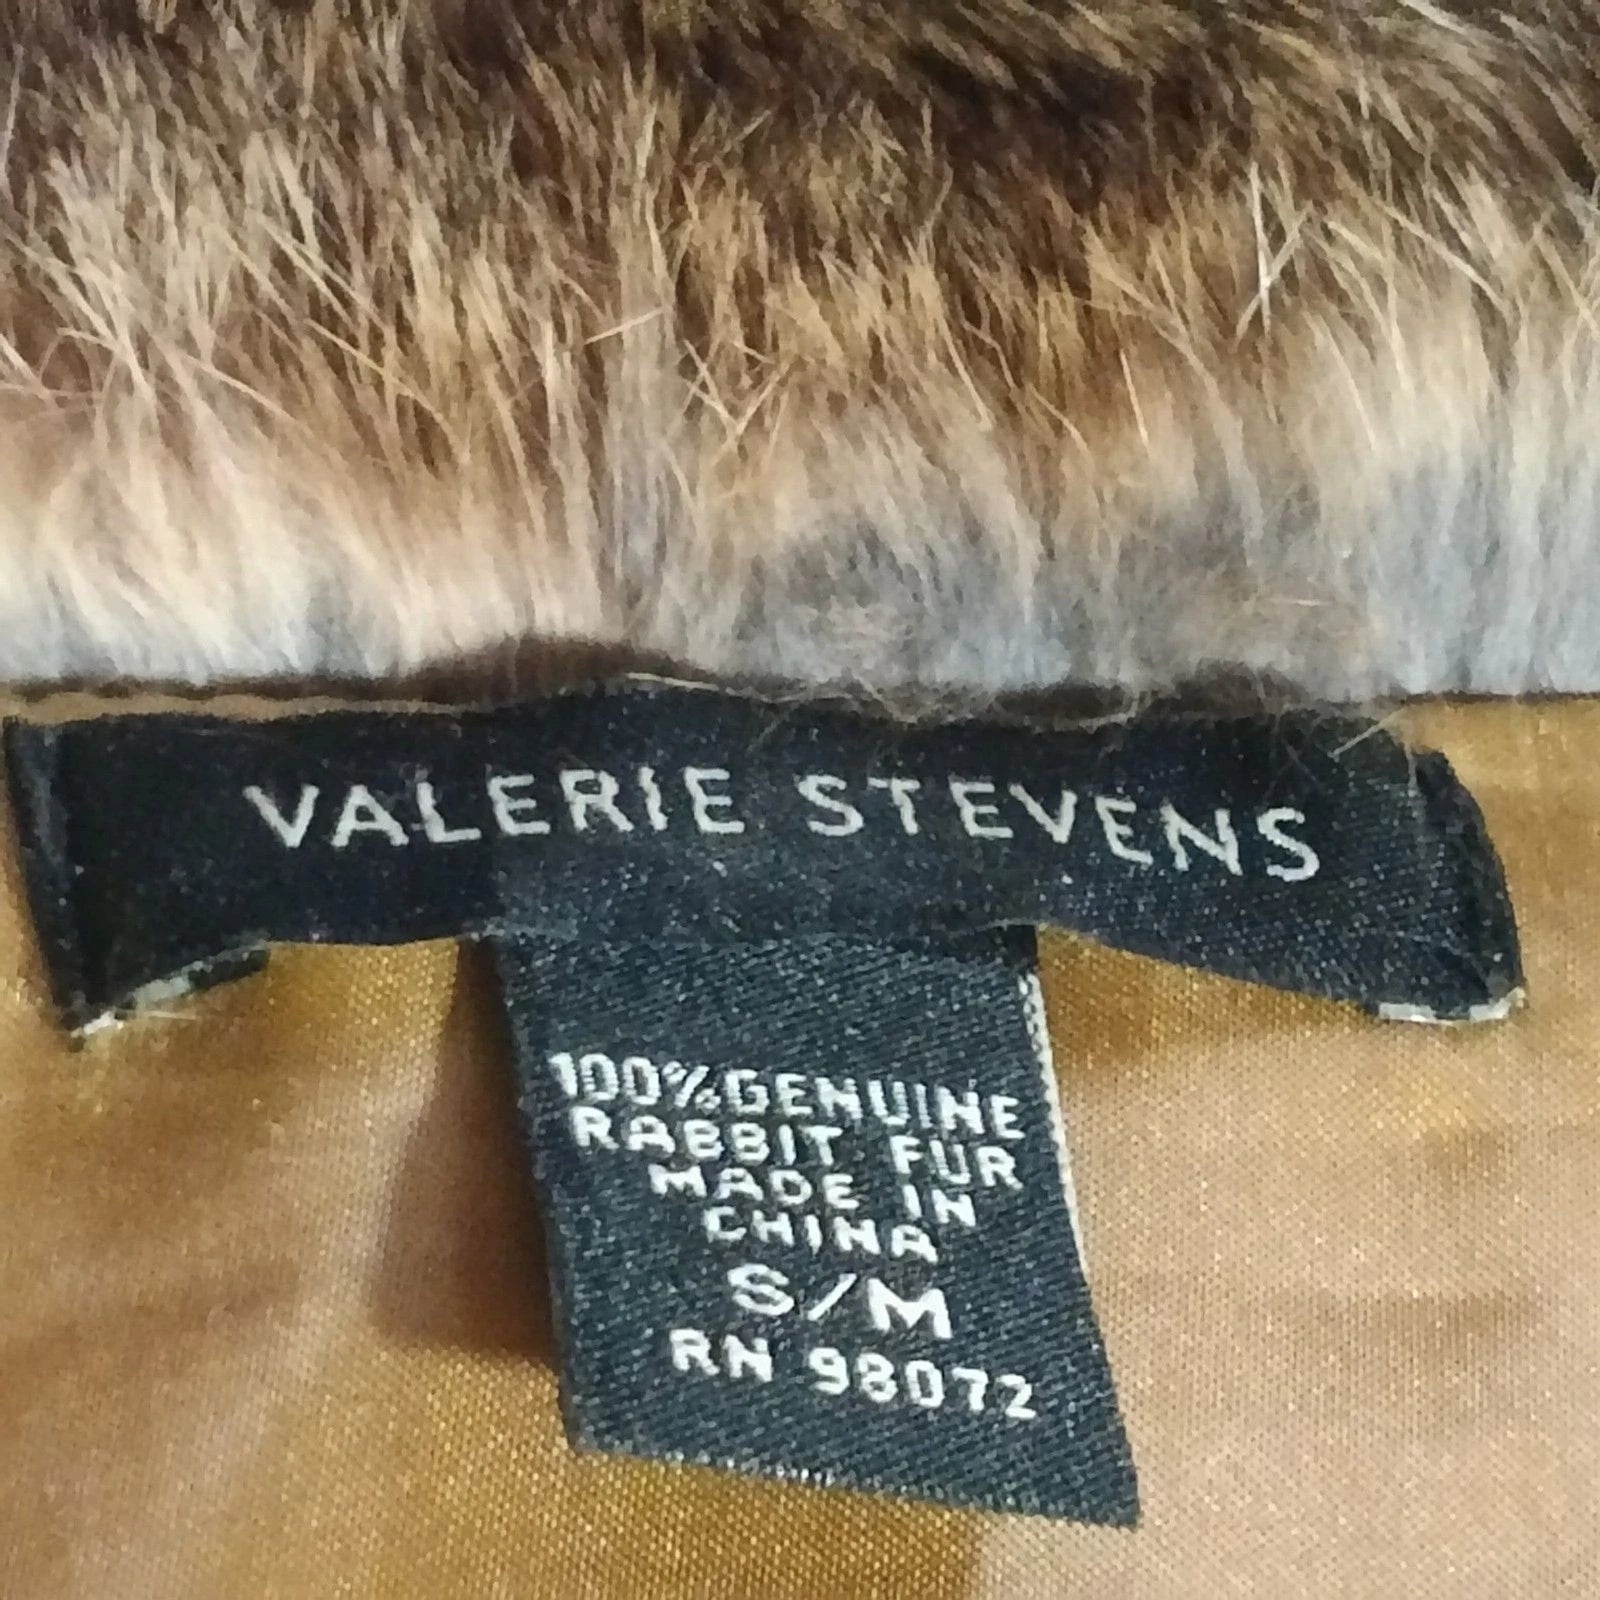 VALERIE STEVENS
100% GENUINE
RABBIT FUR
MADE IN
CHINA
S/M
RN 98072